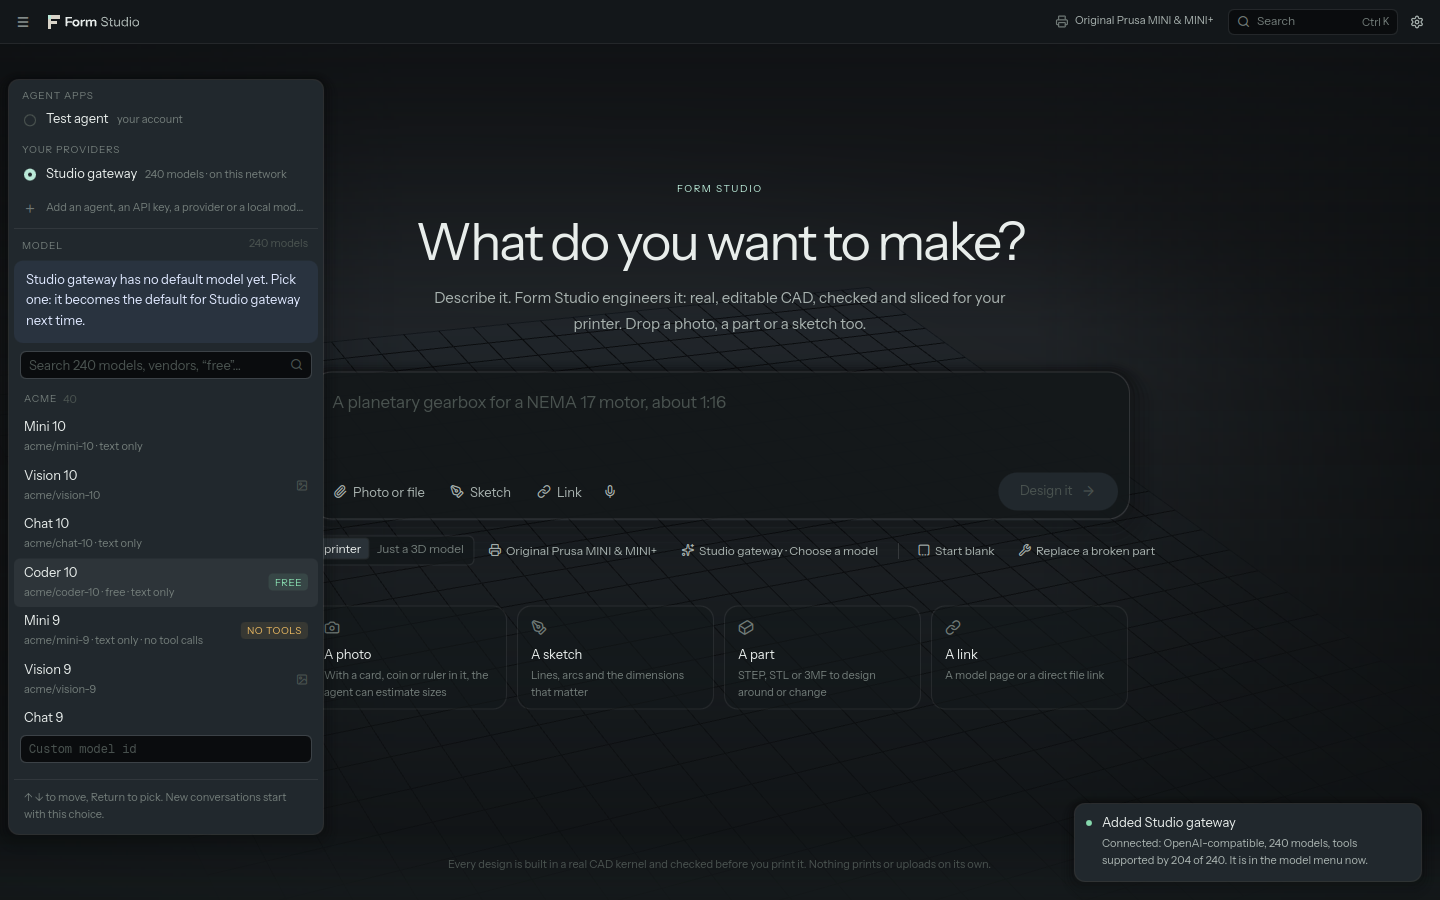 Form Studio
Original Prusa MINI & MINI+
Search
Ctrl K
AGENT APPS
Test agent your account
YOUR PROVIDERS
Studio gateway 240 models · on this network
Add an agent, an API key, a provider or a local mod...
MODEL 240 models
Studio gateway has no default model yet. Pick
one: it becomes the default for Studio gateway
next time.
Search 240 models, vendors, “free”...
ACME 40
Mini 10
acme/mini-10 · text only
Vision 10
acme/vision-10
Chat 10
acme/chat-10 · text only
Coder 10
acme/coder-10 · free · text only
FREE
Mini 9
acme/mini-9 · text only · no tool calls
NO TOOLS
Vision 9
acme/vision-9
Chat 9
Custom model id
↑ ↓ to move, Return to pick. New conversations start
with this choice.
FORM STUDIO
What do you want to make?
Describe it. Form Studio engineers it: real, editable CAD, checked and sliced for your
printer. Drop a photo, a part or a sketch too.
A planetary gearbox for a NEMA 17 motor, about 1:16
Photo or file
Sketch
Link
Design it
printer
Just a 3D model
Original Prusa MINI & MINI+
Studio gateway · Choose a model
Start blank
Replace a broken part
A photo
With a card, coin or ruler in it, the
agent can estimate sizes
A sketch
Lines, arcs and the dimensions
that matter
A part
STEP, STL or 3MF to design
around or change
A link
A model page or a direct file link
Every design is built in a real CAD kernel and checked before you print it. Nothing prints or uploads on its own.
Added Studio gateway
Connected: OpenAI-compatible, 240 models, tools
supported by 204 of 240. It is in the model menu now.